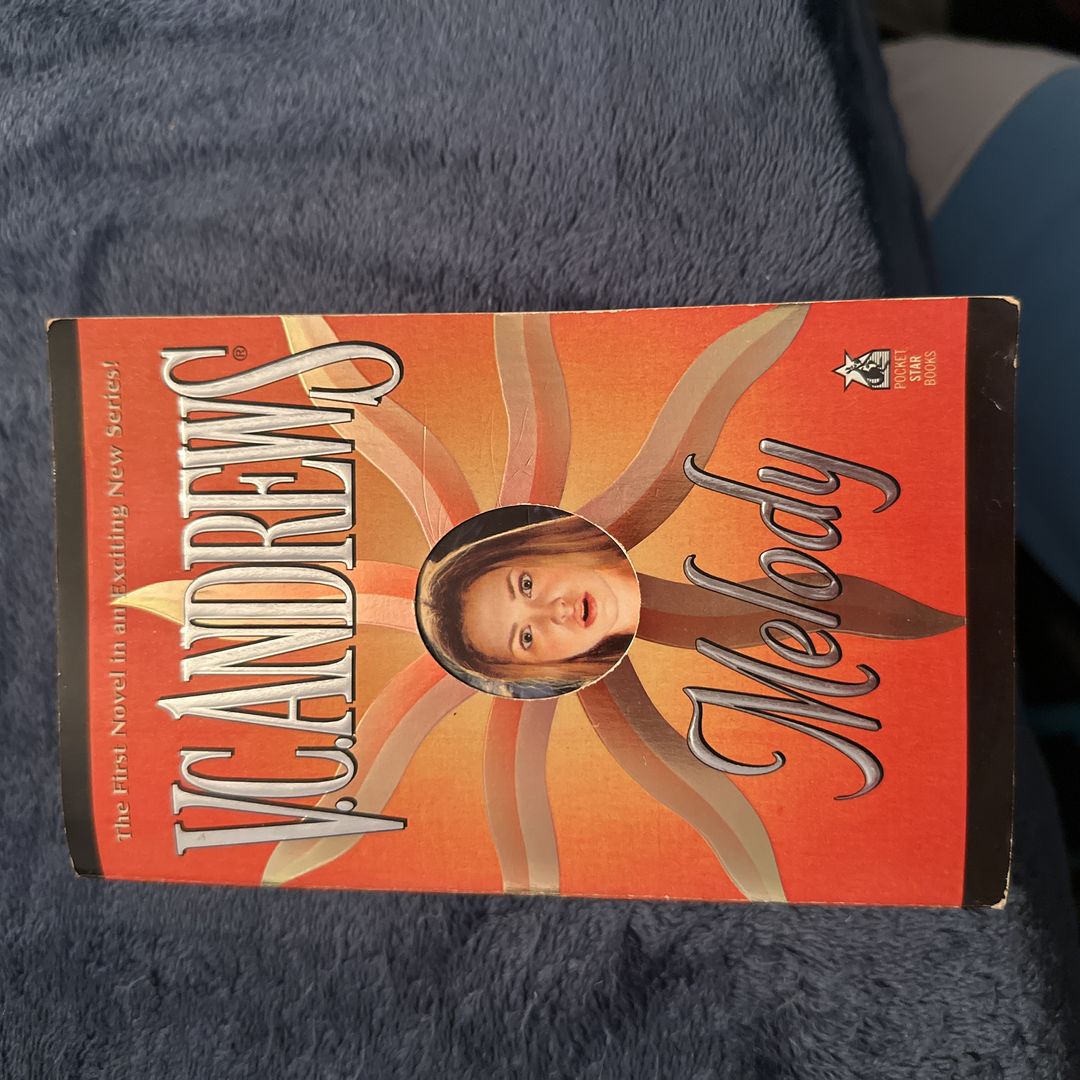 The First Novel in an Exciting New Series!
V.C. ANDREWS®
Melody
POCKET
STAR
BOOKS